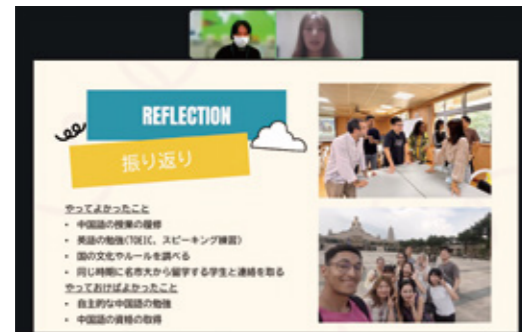 REFLECTION
振り返り
やってよかったこと
・ 中国語の授業の履修
・ 英語の勉強(TOEIC、スピーキング練習)
・ 国の文化やルールを調べる
・ 同じ時期に名市大から留学する学生と連絡を取る
やっておけばよかったこと
・ 自主的な中国語の勉強
・ 中国語の資格の取得